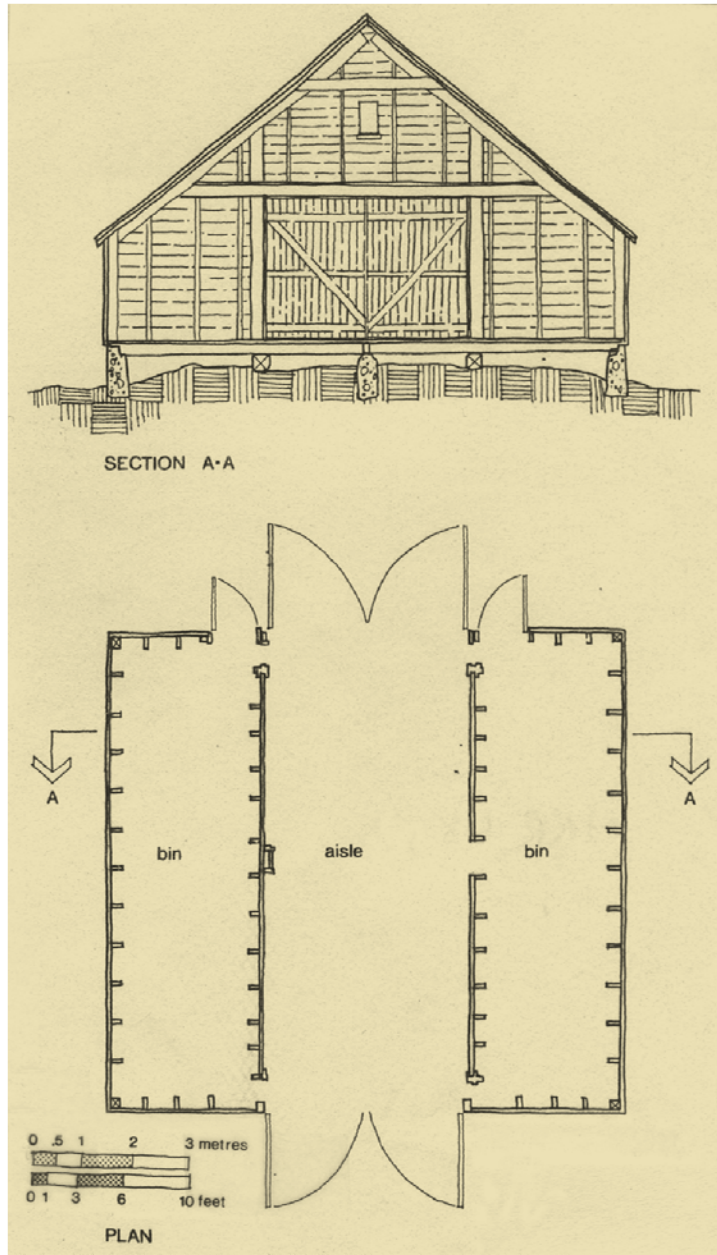 SECTION A·A
A
A
bin
aisle
bin
0 .5 1 2 3 metres
0 1 3 6 10 feet
PLAN